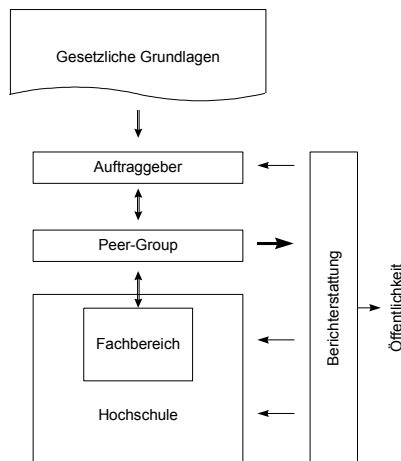 Gesetzliche Grundlagen
Auftraggeber
Peer-Group
Fachbereich
Hochschule
Berichterstattung
Öffentlichkeit